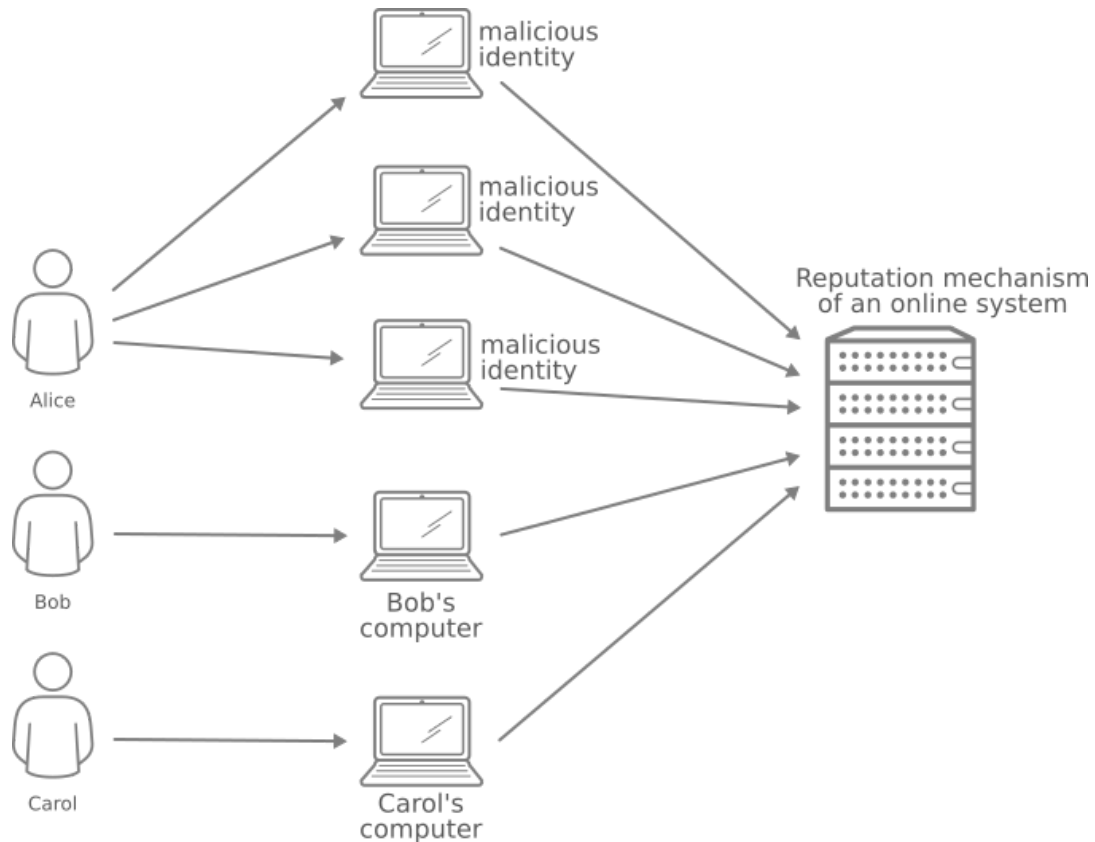 malicious
identity
malicious
identity
Reputation mechanism
of an online system
malicious
identity
Alice
Bob
Bob's
computer
Carol
Carol's
computer